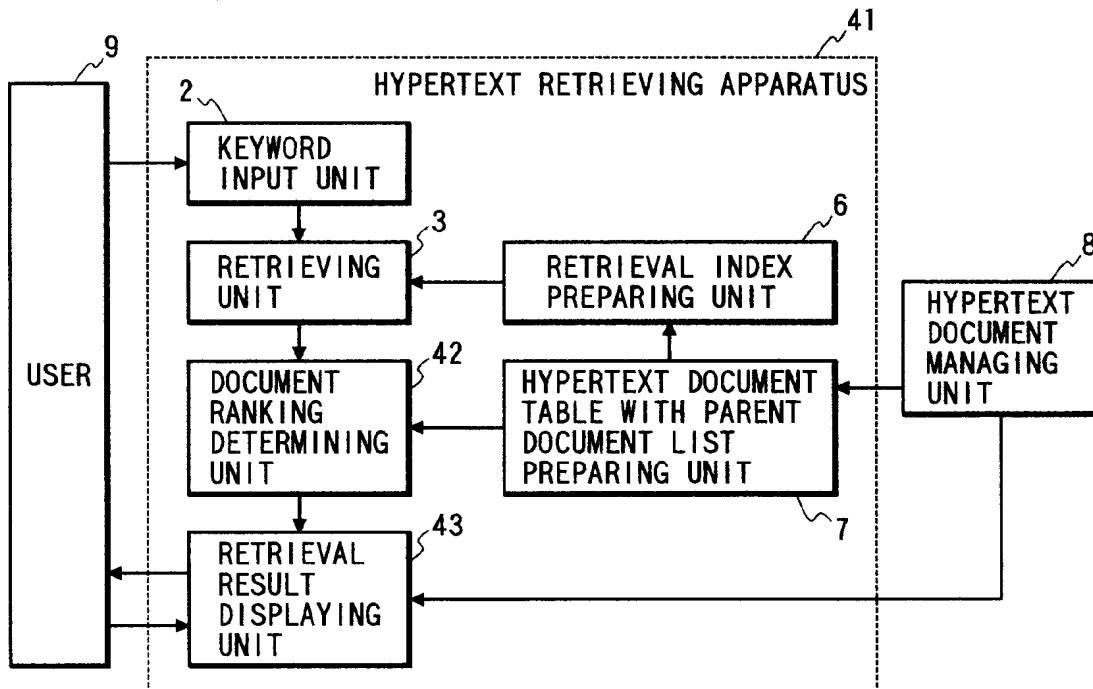 41
9
HYPERTEXT RETRIEVING APPARATUS
2
KEYWORD
INPUT UNIT
3
RETRIEVING
UNIT
6
RETRIEVAL INDEX
PREPARING UNIT
8
HYPERTEXT
DOCUMENT
MANAGING
UNIT
USER
42
DOCUMENT
RANKING
DETERMINING
UNIT
HYPERTEXT DOCUMENT
TABLE WITH PARENT
DOCUMENT LIST
PREPARING UNIT
7
43
RETRIEVAL
RESULT
DISPLAYING
UNIT